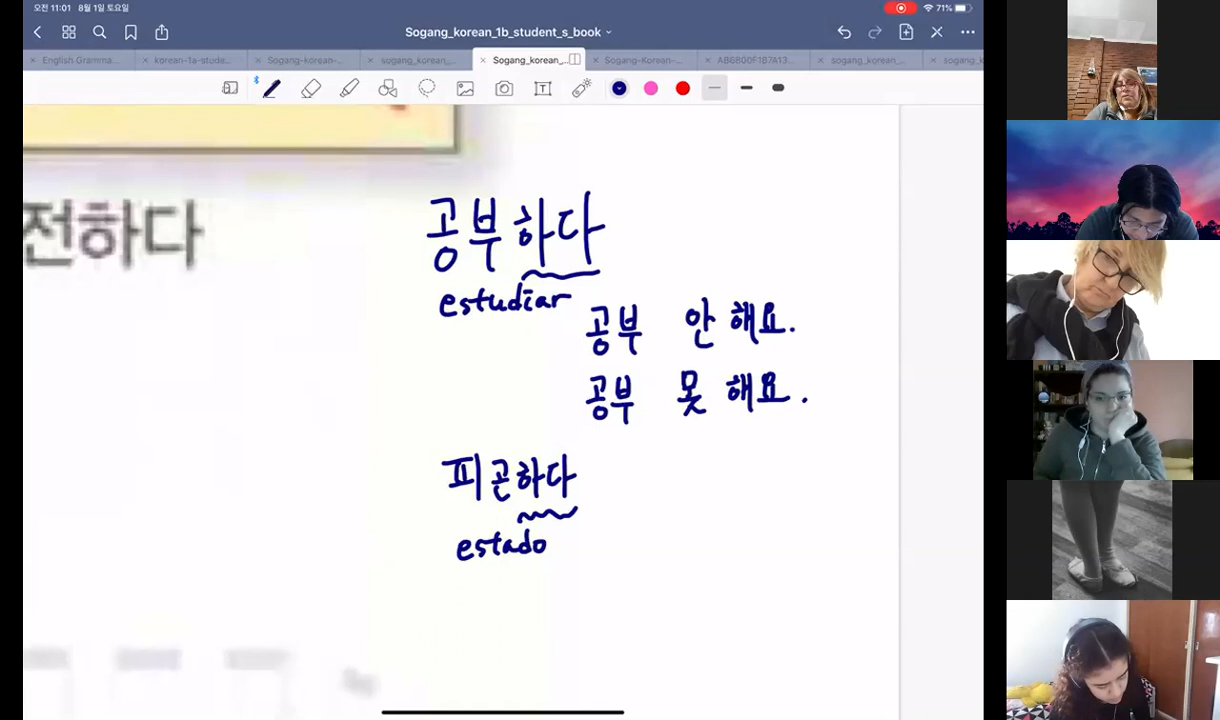 오전 11:01 8월 1일 토요일
71%
Sogang_korean_1b_student_s_book
English Gramma...
korean-1a-stude...
Sogang-korean-...
sogang_korean_...
Sogang_korean_...
Sogang-Korean-...
AB6B00F1B7A13...
sogang_korean_...
sogang_k
전하다
공부하다
estudiar
공부 안 해요.
공부 못 해요.
피곤하다
estado